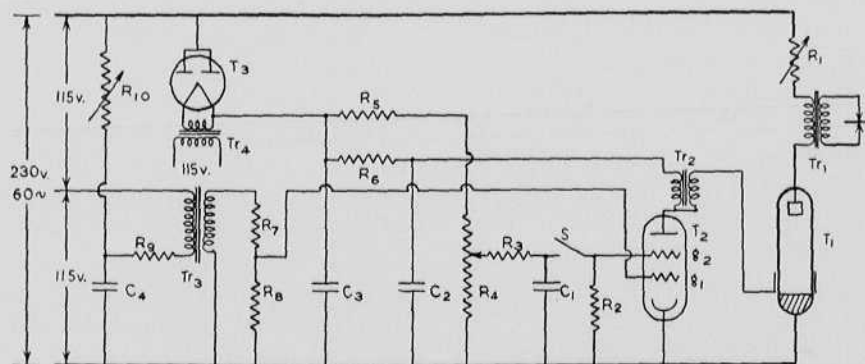 115v.
R10
T3
R5
R1
Tr4
115v.
R6
Tr2
Tr1
230v.
60~
R7
T2
T1
R9
Tr3
R3
S
g2
g1
115v.
C4
R8
C3
C2
R4
C1
R2